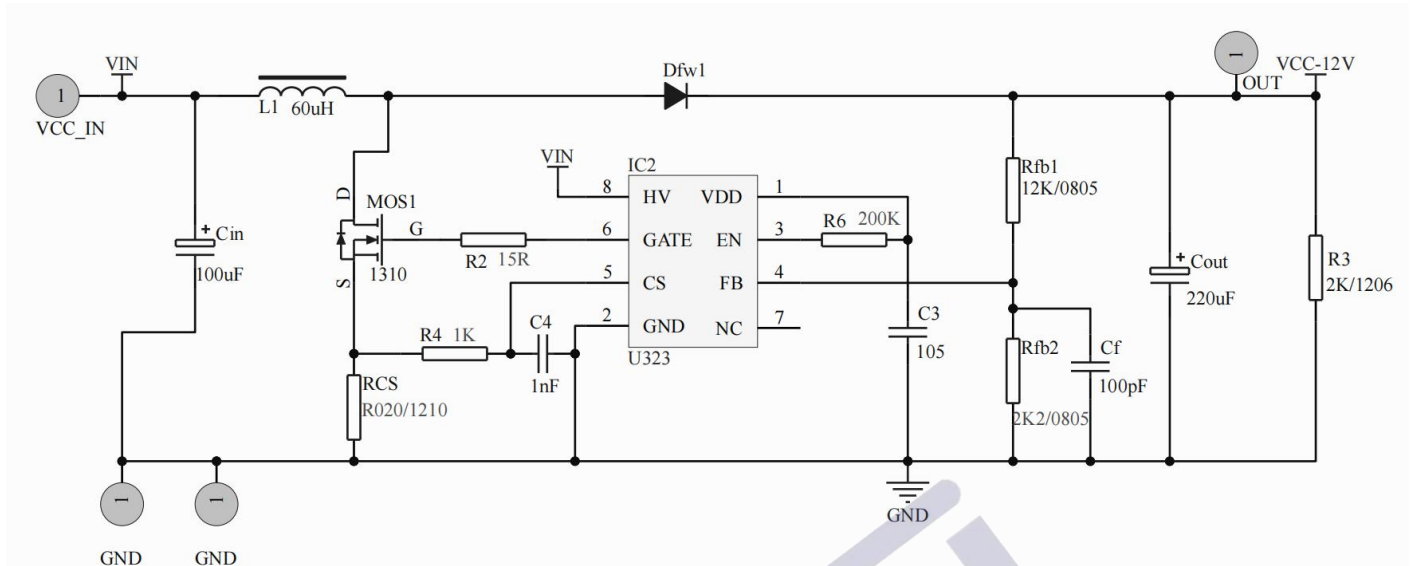 VIN
1
VCC_IN
L1 60uH
Dfw1
1
OUT
VCC-12V
Cin
100uF
D
MOS1
G
1310
S
R2 15R
VIN
IC2
8 HV VDD 1
6 GATE EN 3
5 CS FB 4
2 GND NC 7
U323
R6 200K
R4 1K
C4
1nF
RCS
R020/1210
C3
105
Rfb1
12K/0805
Rfb2
2K2/0805
Cf
100pF
Cout
220uF
R3
2K/1206
1
GND
1
GND
GND